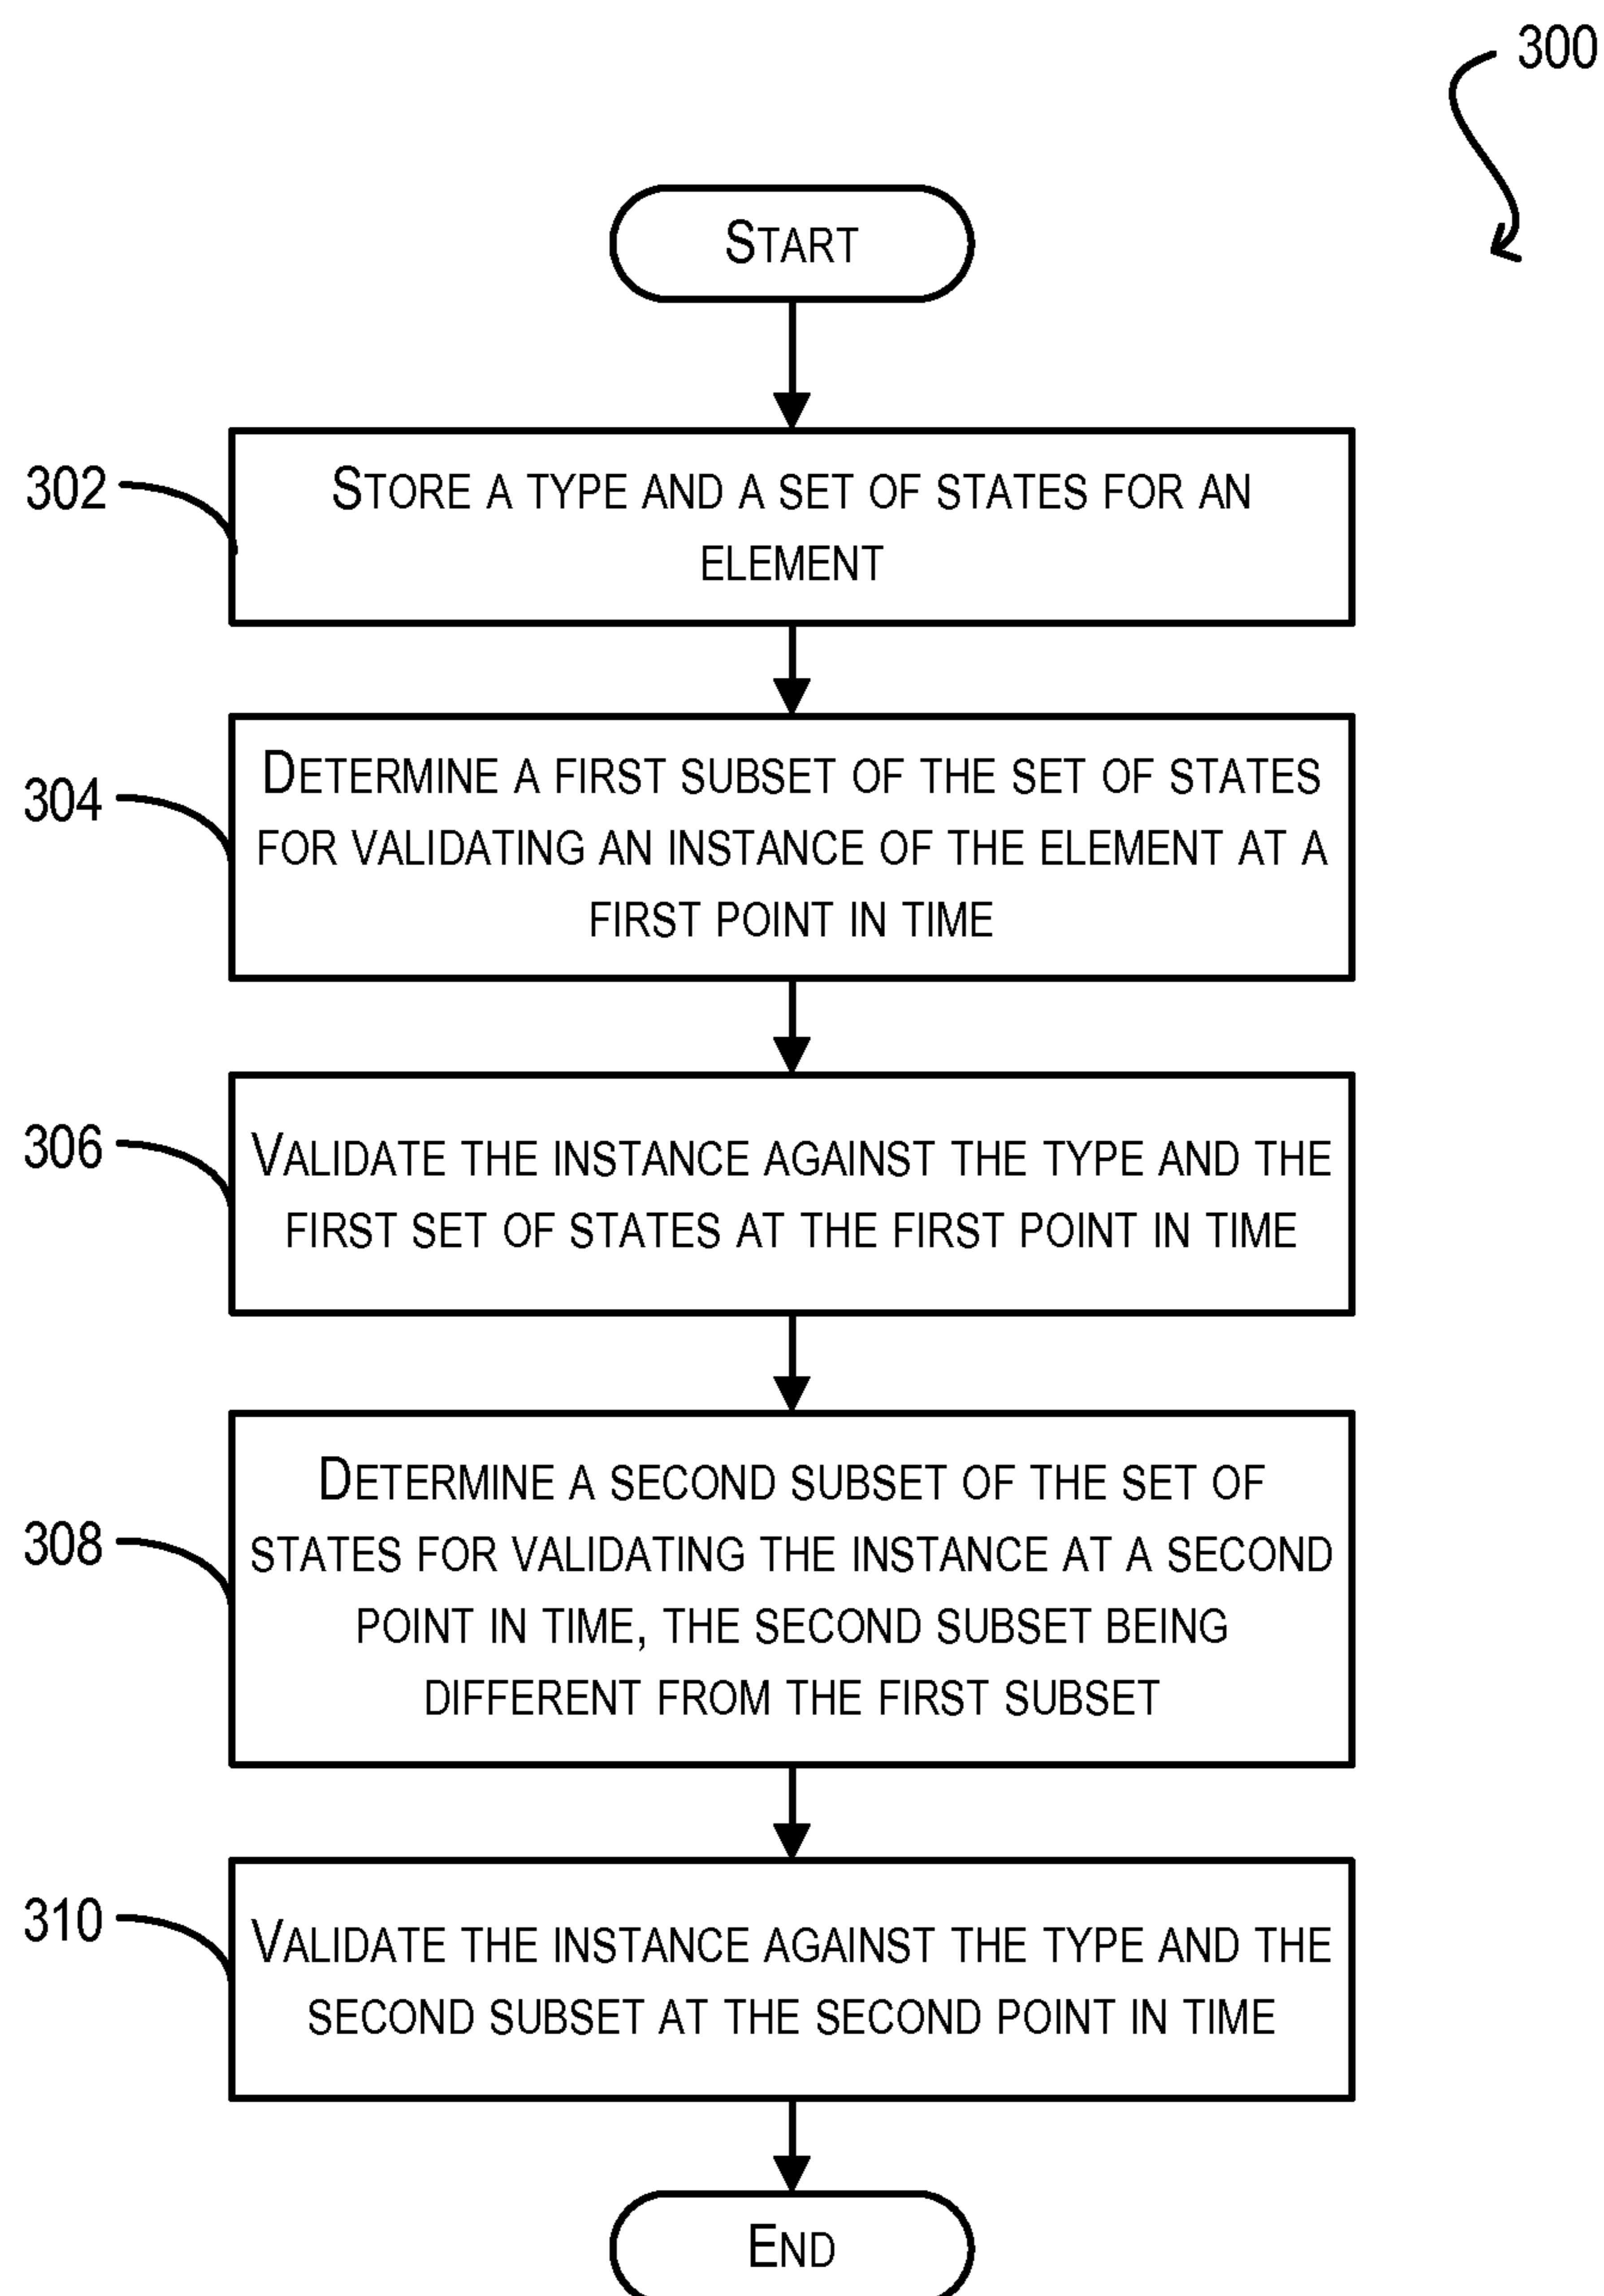 300
START
302
STORE A TYPE AND A SET OF STATES FOR AN
ELEMENT
304
DETERMINE A FIRST SUBSET OF THE SET OF STATES
FOR VALIDATING AN INSTANCE OF THE ELEMENT AT A
FIRST POINT IN TIME
306
VALIDATE THE INSTANCE AGAINST THE TYPE AND THE
FIRST SET OF STATES AT THE FIRST POINT IN TIME
308
DETERMINE A SECOND SUBSET OF THE SET OF
STATES FOR VALIDATING THE INSTANCE AT A SECOND
POINT IN TIME, THE SECOND SUBSET BEING
DIFFERENT FROM THE FIRST SUBSET
310
VALIDATE THE INSTANCE AGAINST THE TYPE AND THE
SECOND SUBSET AT THE SECOND POINT IN TIME
END